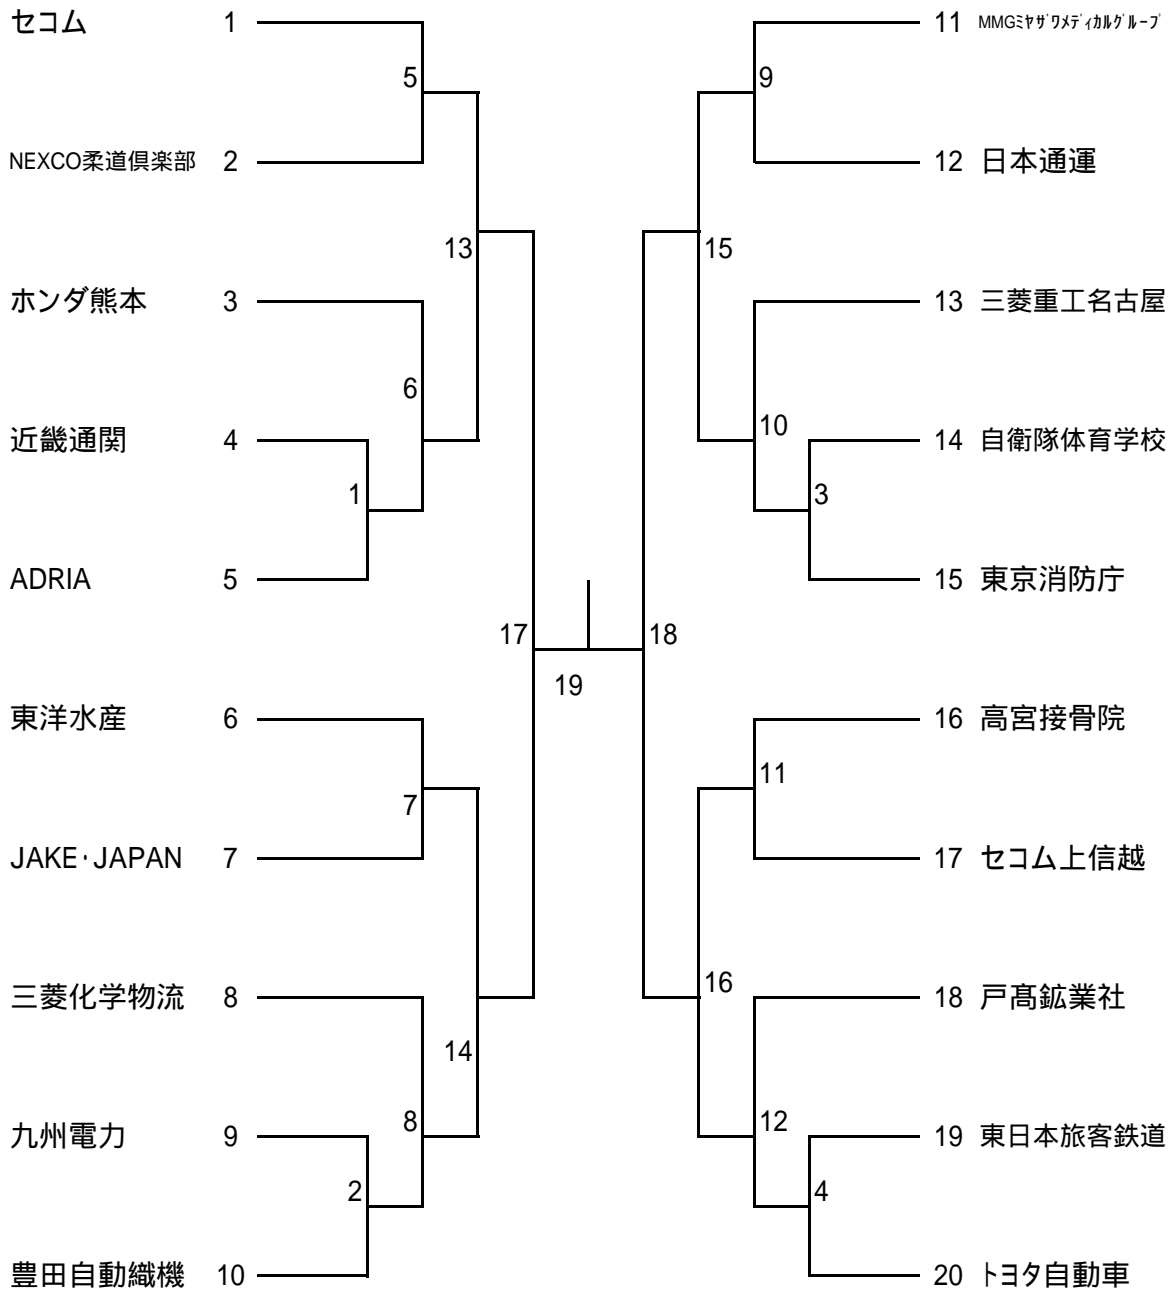 セコム 1
5
NEXCO柔道倶楽部 2
13
ホンダ熊本 3
6
近畿通関 4
1
ADRIA 5
17
東洋水産 6
7
JAKE・JAPAN 7
三菱化学物流 8
14
九州電力 9
8
2
豊田自動織機 10
19
11 MMGﾐﾔｻﾞﾜﾒﾃﾞｨｶﾙｸﾞﾙｰﾌﾟ
9
12 日本通運
15
13 三菱重工名古屋
10
14 自衛隊体育学校
3
15 東京消防庁
18
16 高宮接骨院
11
17 セコム上信越
16
18 戸髙鉱業社
12
19 東日本旅客鉄道
4
20 トヨタ自動車